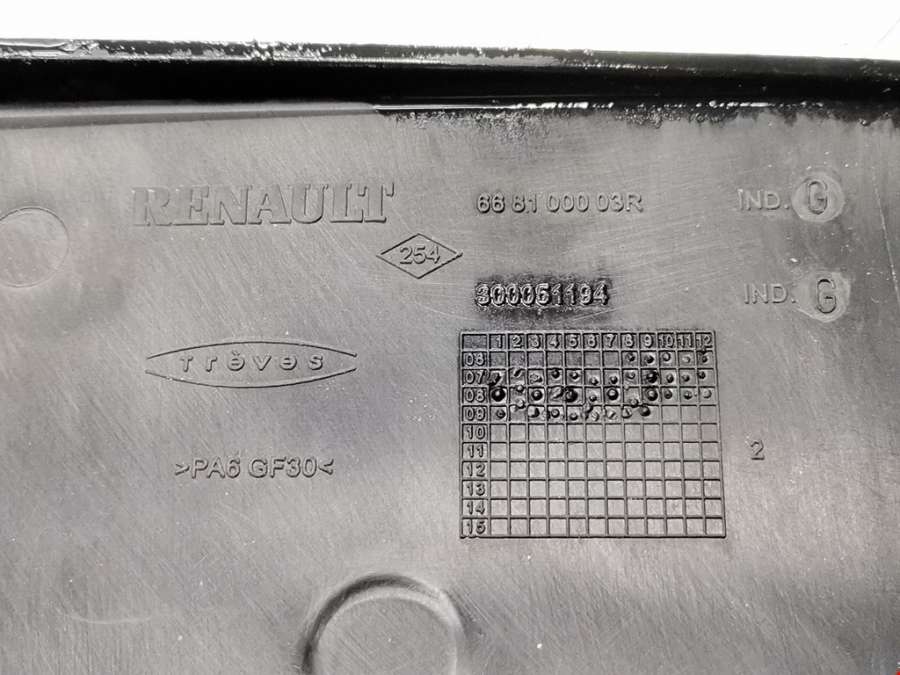 RENAULT
66 81 000 03R
IND. G
254
300051194
IND. G
Trèves
1 2 3 4 5 6 7 8 9 10 11 12
06
07
08
09
10
11
12
13
14
15
>PA6 GF30<
2